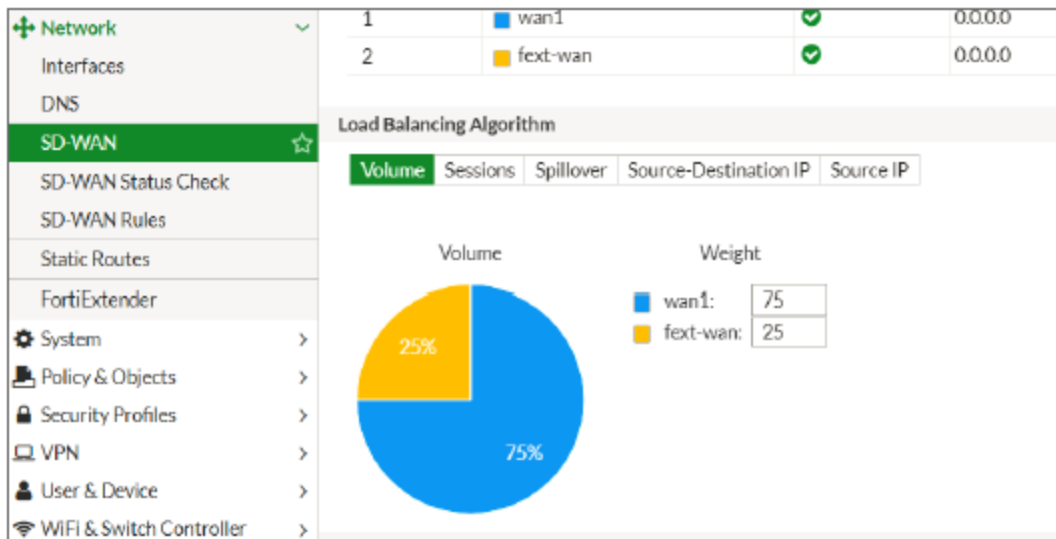 Network
Interfaces
DNS
SD-WAN
SD-WAN Status Check
SD-WAN Rules
Static Routes
FortiExtender
System
Policy & Objects
Security Profiles
VPN
User & Device
WiFi & Switch Controller
1 wan1 0.0.0.0
2 fext-wan 0.0.0.0
Load Balancing Algorithm
Volume Sessions Spillover Source-Destination IP Source IP
Volume Weight
wan1: 75
fext-wan: 25
25%
75%